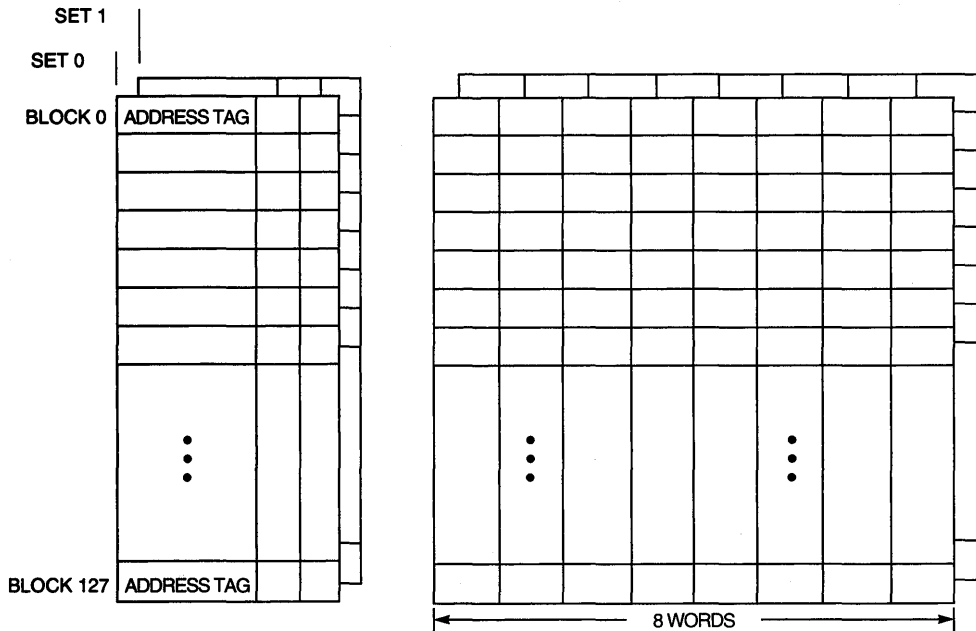 SET 1
SET 0
BLOCK 0 ADDRESS TAG
BLOCK 127 ADDRESS TAG
8 WORDS